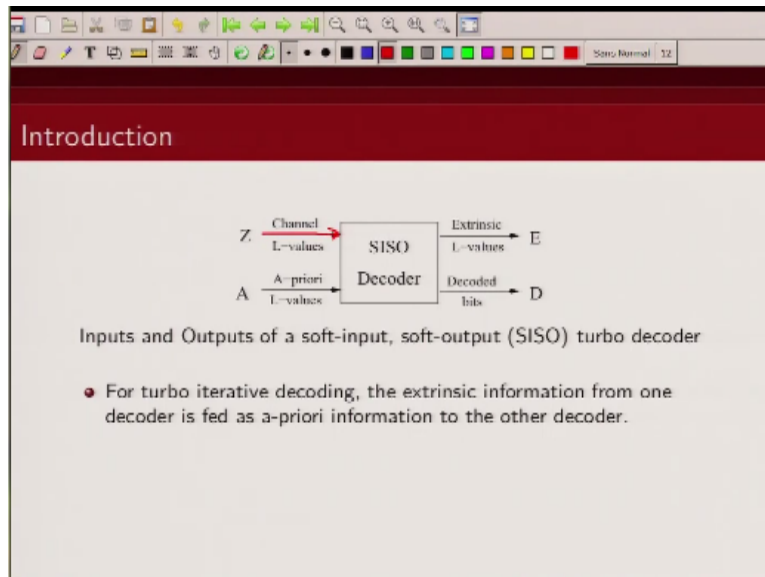 T
Sans Normal 12
Introduction
Z Channel L-values SISO Decoder Extrinsic L-values E
A A-priori L-values Decoded bits D
Inputs and Outputs of a soft-input, soft-output (SISO) turbo decoder
For turbo iterative decoding, the extrinsic information from one
decoder is fed as a-priori information to the other decoder.